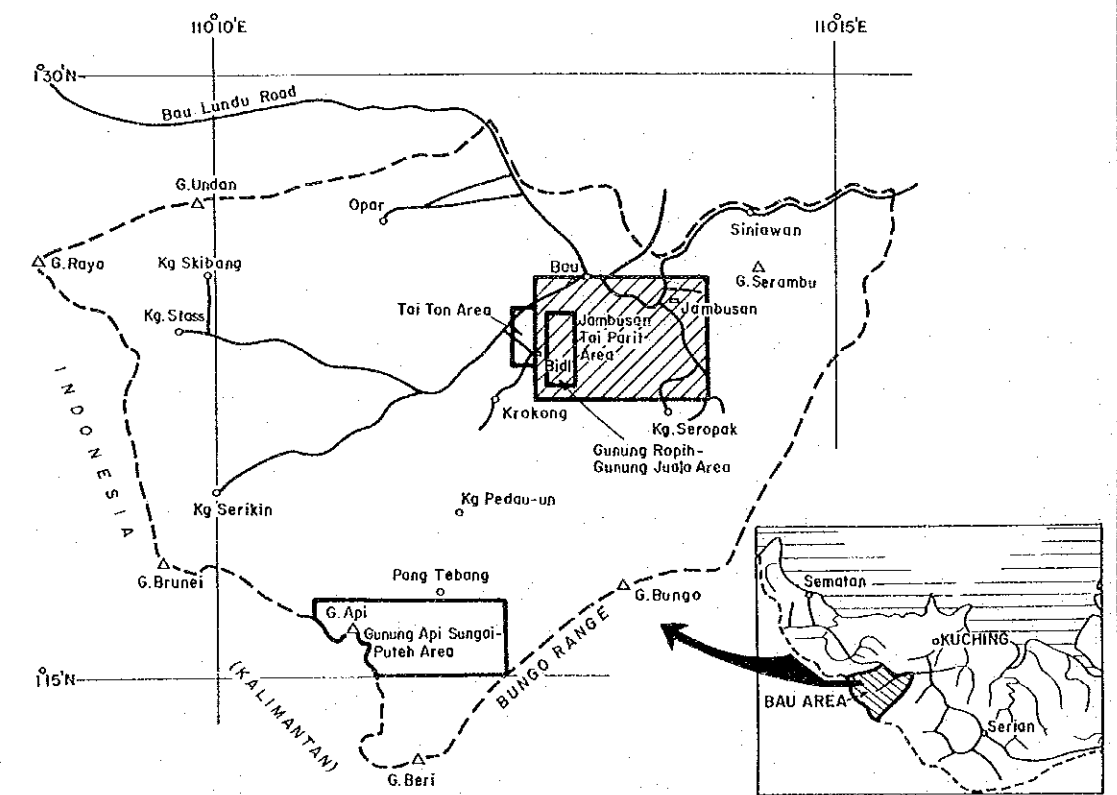 110°10'E
110°15'E
1°30'N
Bau Lundu Road
G.Undan
Opar
Siniawan
G.Raya
Kg Skibang
Bau
G.Serambu
Kg.Stass
Tai Ton Area
Jambusan
Jambusan
Tai Parit
Area
Bidi
INDONESIA
Krokong
Kg.Seropak
Gunung Ropih-
Gunung Juala Area
Kg Serikin
Kg Pedau-un
G.Brunei
Pang Tebang
G.Bungo
G.Api
Gunung Api Sungai-
Puteh Area
BUNGO RANGE
1°15'N
(KALIMANTAN)
G.Beri
Sematan
KUCHING
BAU AREA
Serian